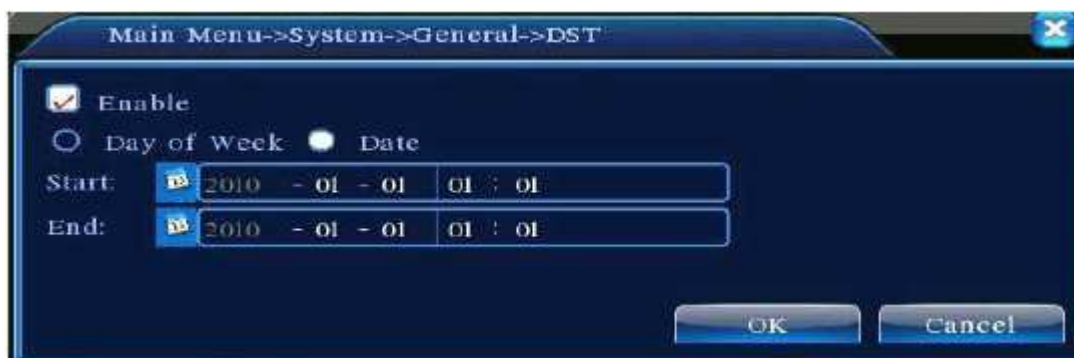 Main Menu->System->General->DST
Enable
Day of Week Date
Start: 2010 - 01 - 01 01 : 01
End: 2010 - 01 - 01 01 : 01
OK Cancel